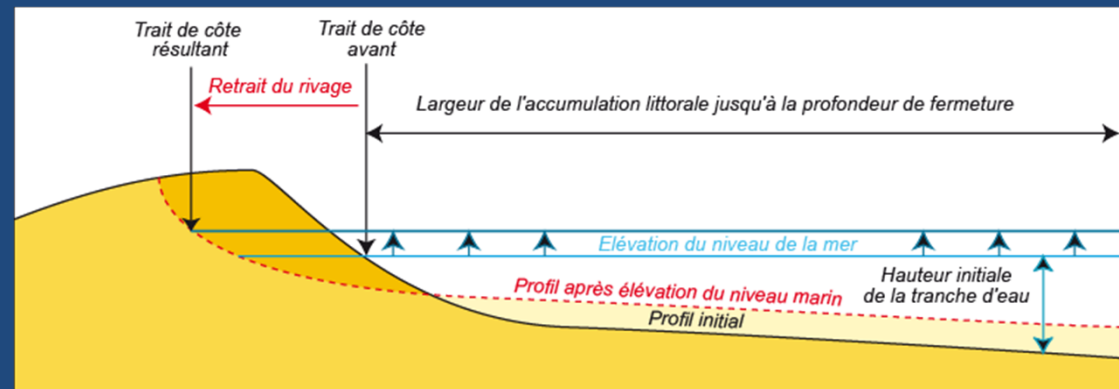 Trait de côte
résultant
Trait de côte
avant
Retrait du rivage
Largeur de l'accumulation littorale jusqu'à la profondeur de fermeture
Elévation du niveau de la mer
Hauteur initiale
de la tranche d'eau
Profil après élévation du niveau marin
Profil initial